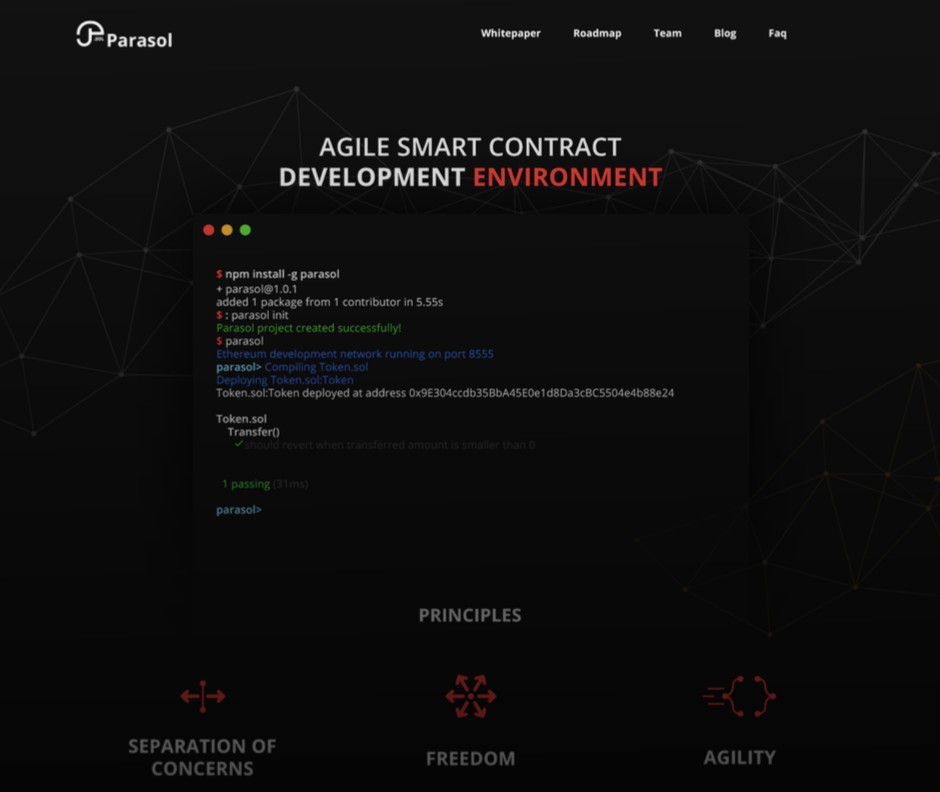 Parasol
Whitepaper Roadmap Team Blog Faq
AGILE SMART CONTRACT
DEVELOPMENT ENVIRONMENT
$ npm install -g parasol
+ parasol@1.0.1
added 1 package from 1 contributor in 5.55s
$ : parasol init
Parasol project created successfully!
$ parasol
Ethereum development network running on port 8555
parasol> Compiling Token.sol
Deploying Token.sol:Token
Token.sol:Token deployed at address 0x9E304ccdb35BbA45E0e1d8Da3cBC5504e4b88e24
Token.sol
Transfer()
✓ should revert when transferred amount is smaller than 0
1 passing (31ms)
parasol>
PRINCIPLES
SEPARATION OF
CONCERNS
FREEDOM
AGILITY